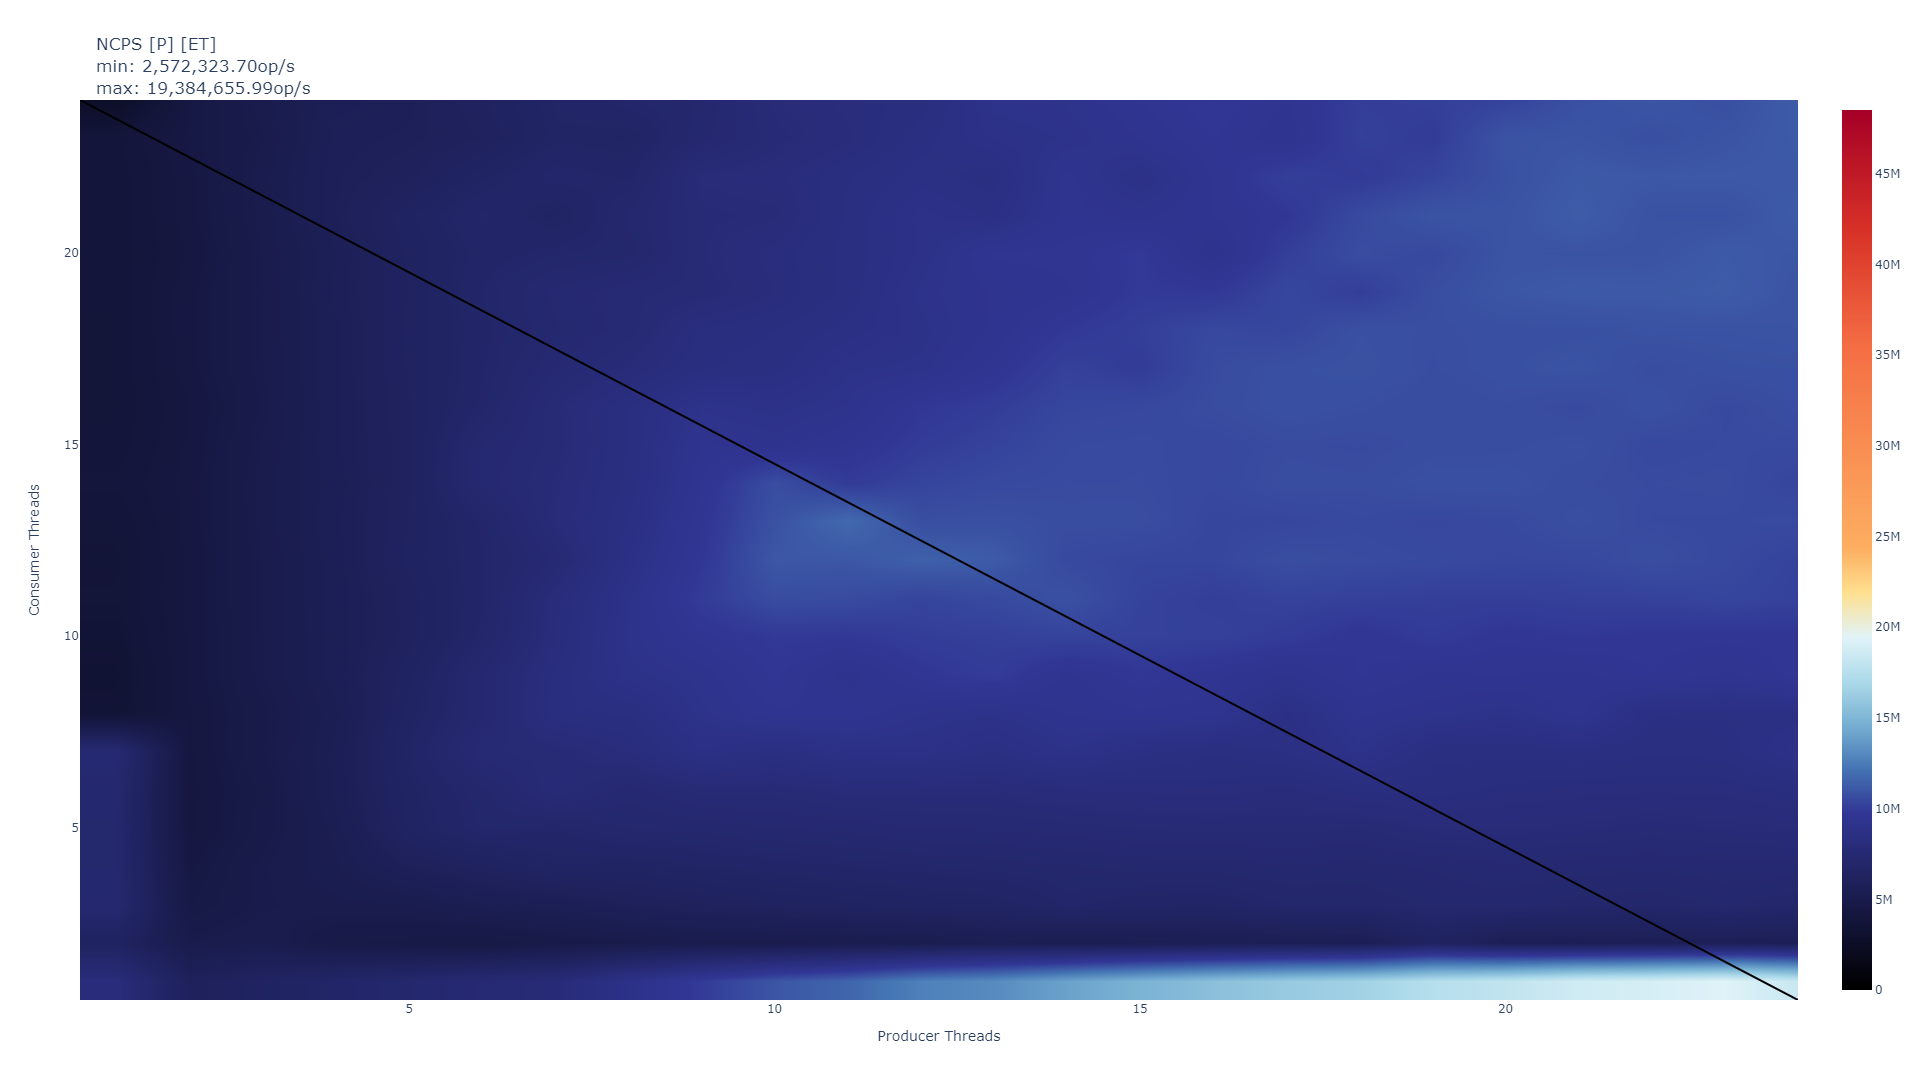 NCPS [P] [ET]
min: 2,572,323.70op/s
max: 19,384,655.99op/s
45M
40M
35M
30M
25M
20M
15M
10M
5M
0
Consumer Threads
20
15
10
5
5
10
15
20
Producer Threads